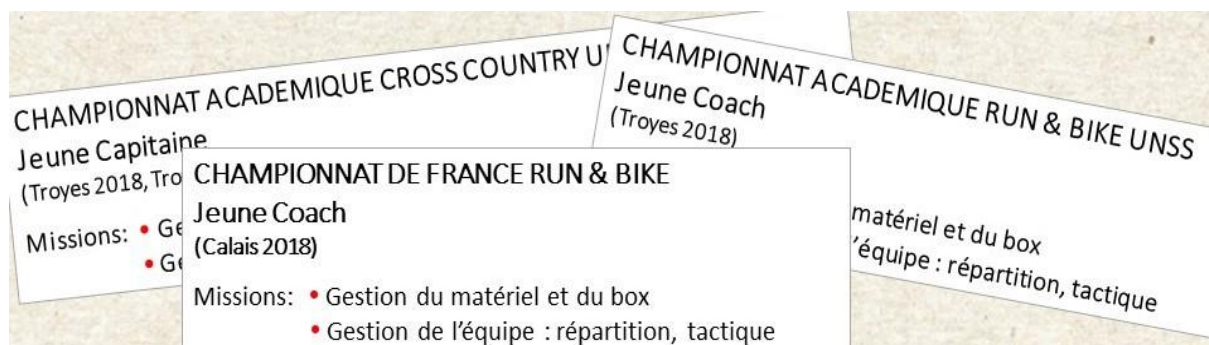 CHAMPIONNAT ACADEMIQUE CROSS COUNTRY
Jeune Capitaine
(Troyes 2018,
Missions: •
•
CHAMPIONNAT ACADEMIQUE RUN & BIKE UNSS
Jeune Coach
(Troyes 2018)
matériel et du box
l'équipe : répartition, tactique
CHAMPIONNAT DE FRANCE RUN & BIKE
Jeune Coach
(Calais 2018)
Missions: • Gestion du matériel et du box
• Gestion de l'équipe : répartition, tactique